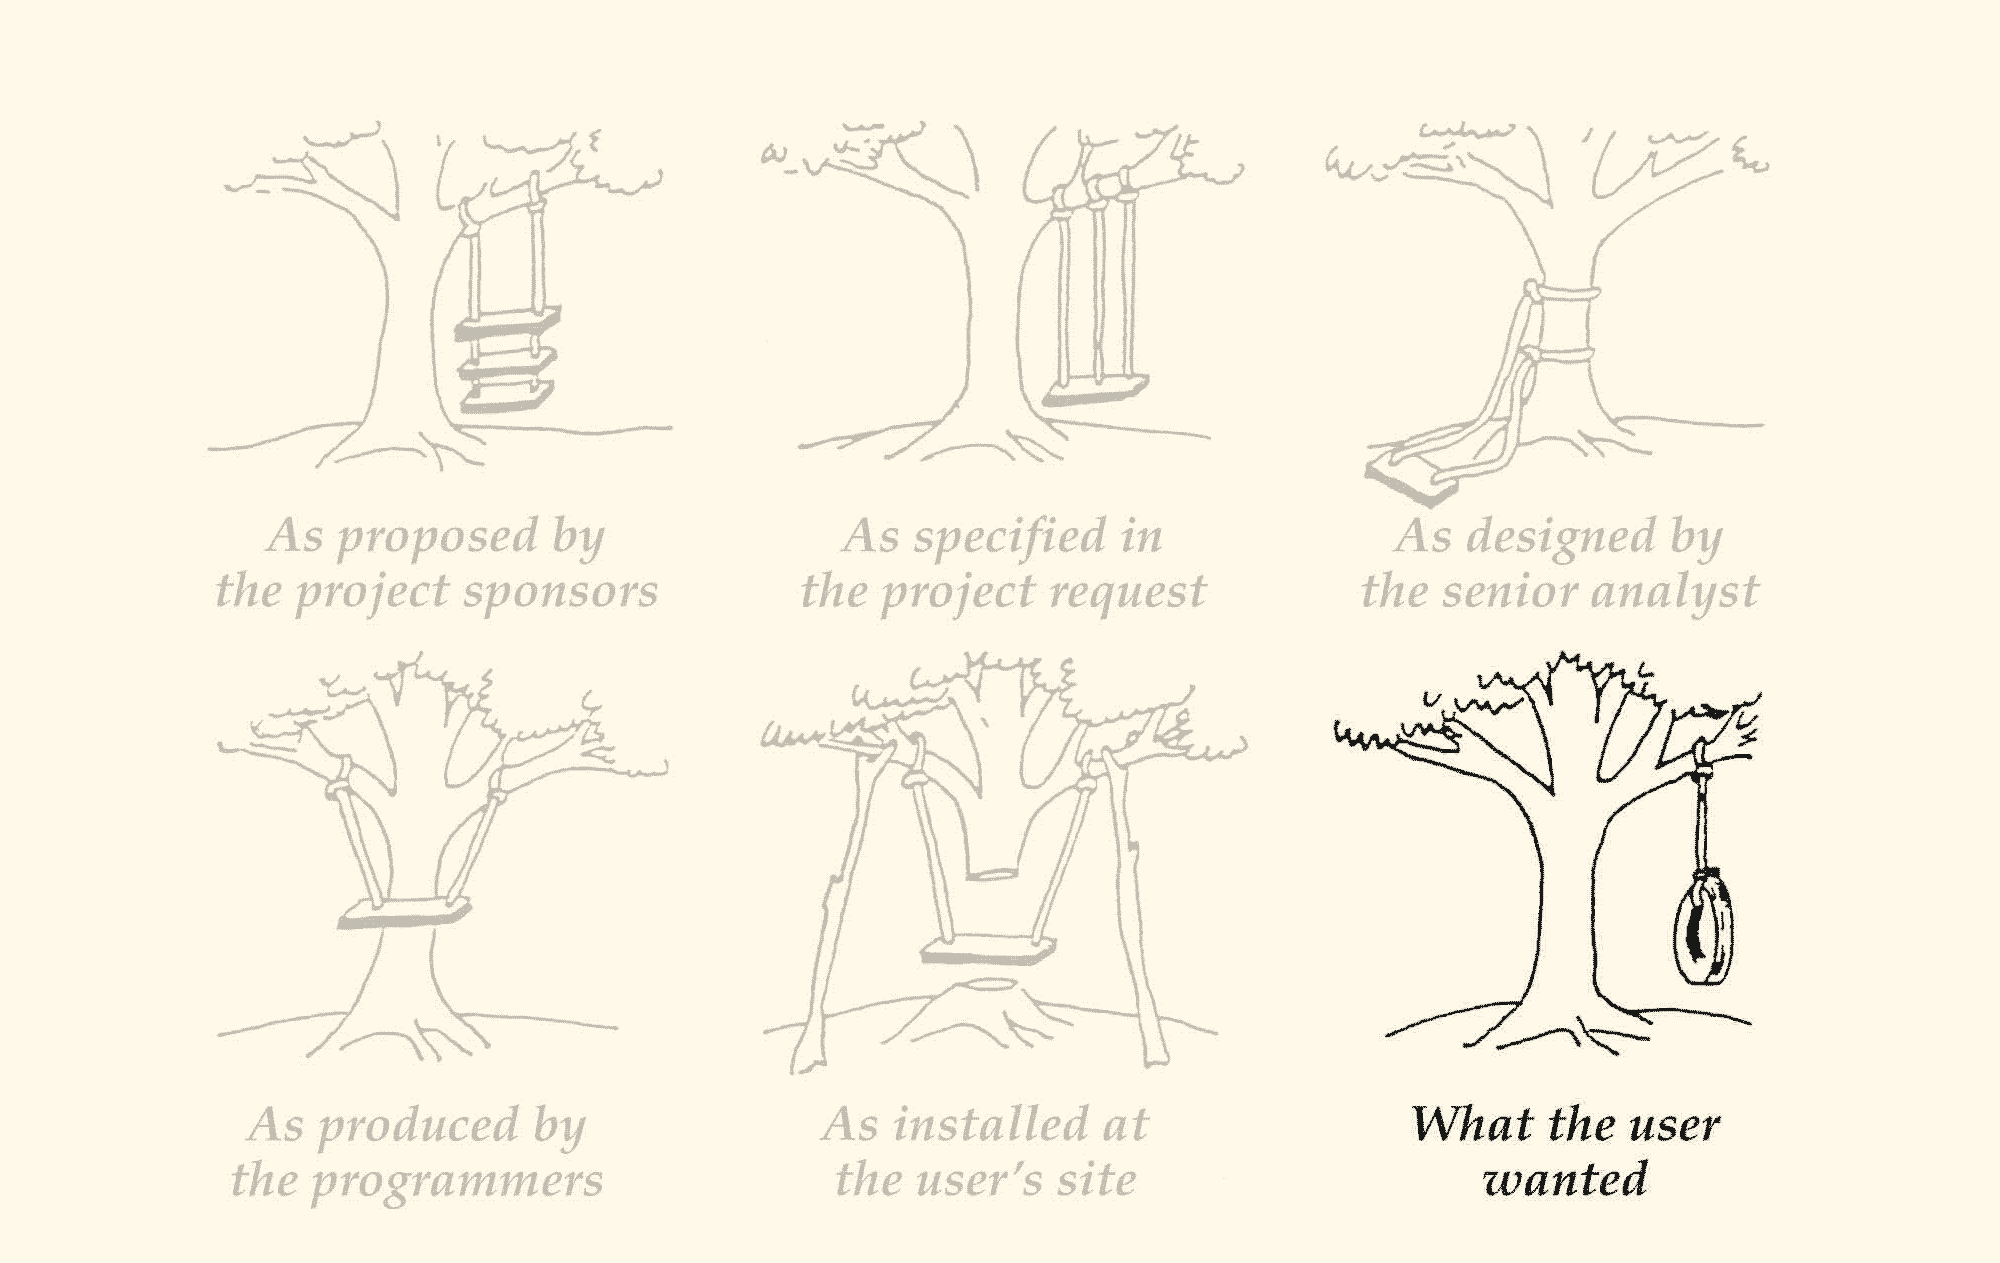 As proposed by
the project sponsors
As specified in
the project request
As designed by
the senior analyst
As produced by
the programmers
As installed at
the user’s site
What the user
wanted